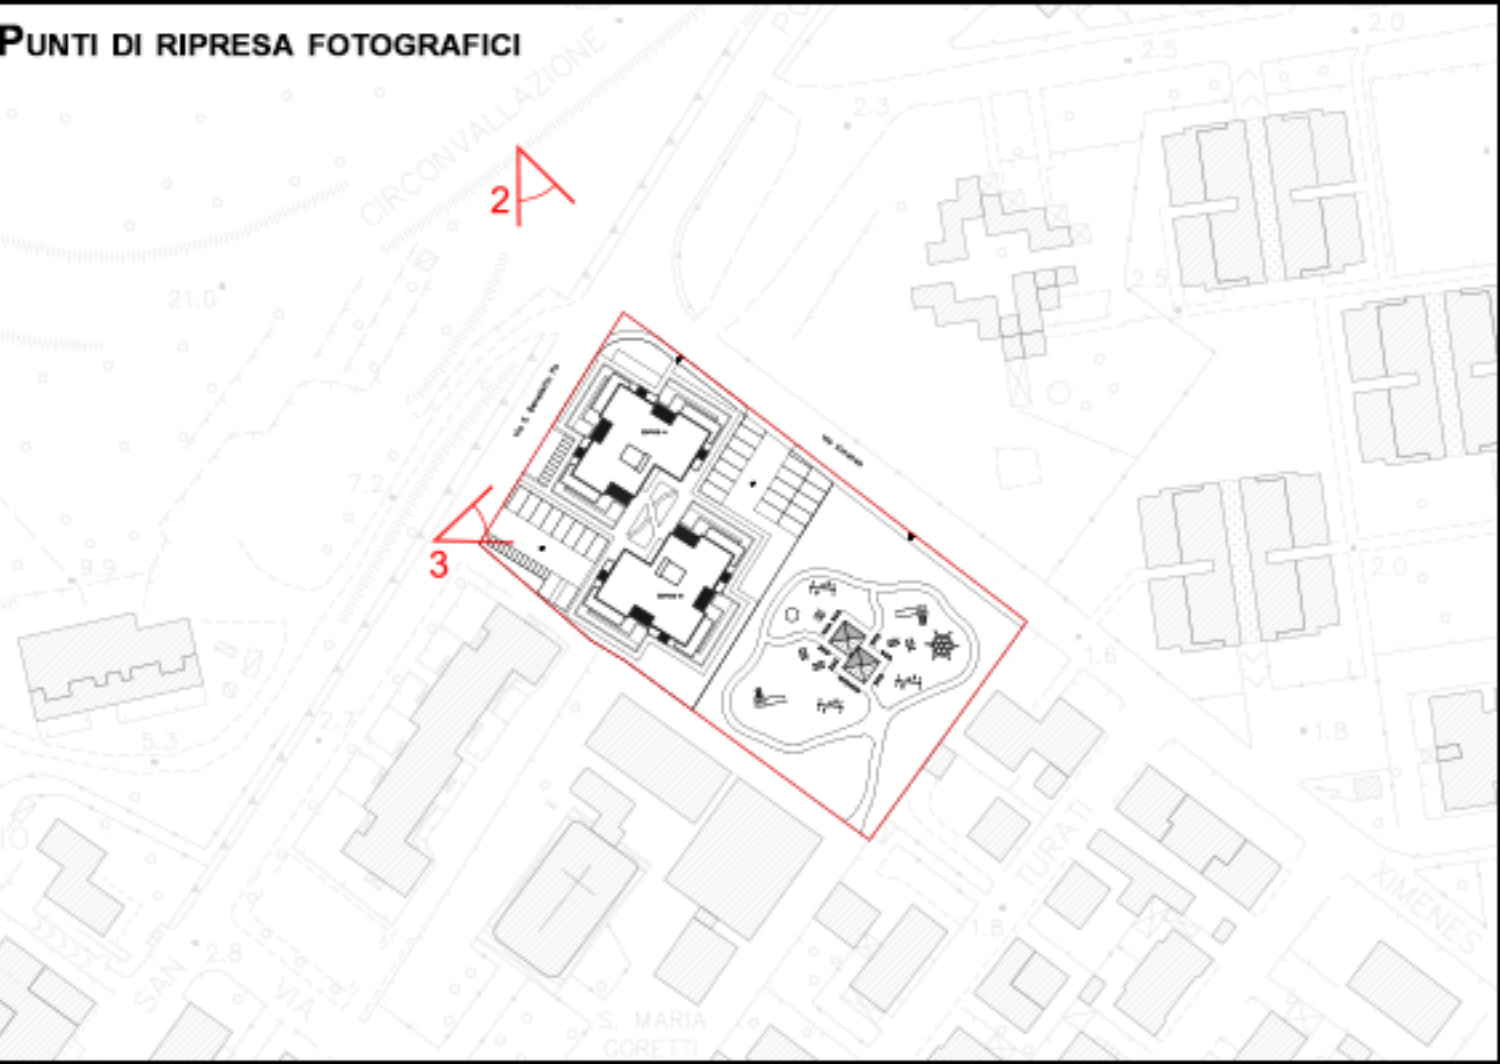 PUNTI DI RIPRESA FOTOGRAFICI
2.0
2.5
CIRCONVALLAZIONE
2.3
2
21.0
2.5
Via Ximenes
7.2
3
9.9
2.0
1.6
2.7
5.3
1.8
TURATI
XIMENES
1.8
2.8
SAN
VIA
S. MARIA
GORETTI